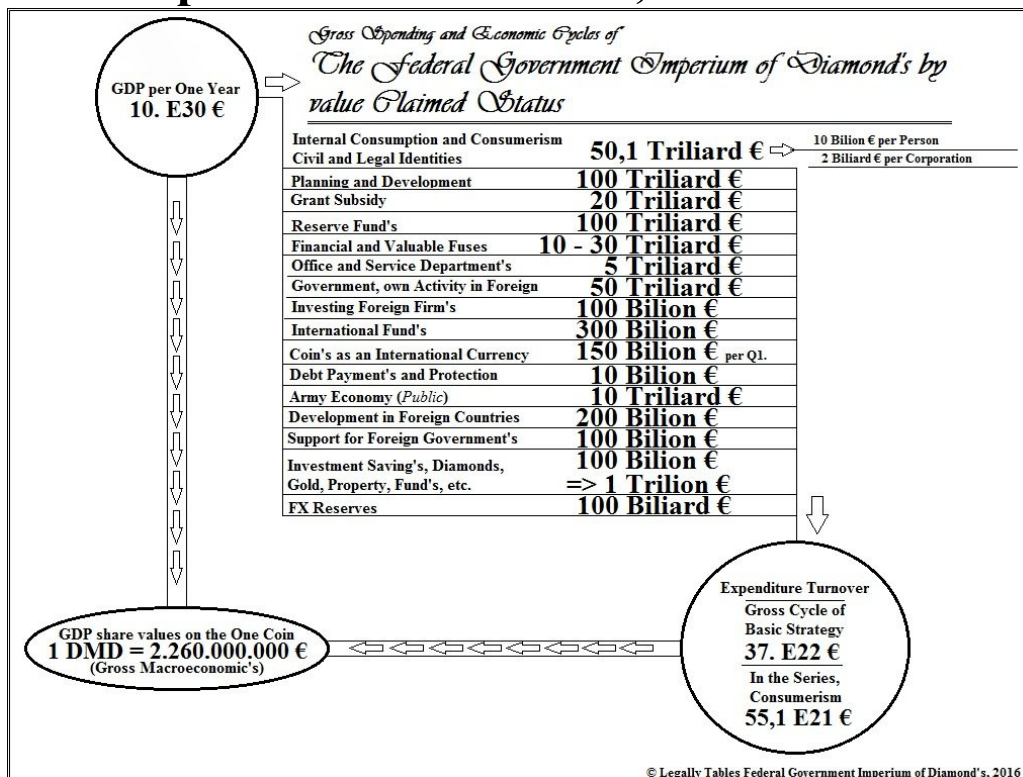 GDP per One Year
10. E30 €
Gross Spending and Economic Cycles of
The Federal Government Imperium of Diamond's by
value Claimed Status
Internal Consumption and Consumerism
Civil and Legal Identities
50,1 Triliard €
10 Bilion € per Person
2 Biliard € per Corporation
Planning and Development 100 Triliard €
Grant Subsidy 20 Triliard €
Reserve Fund's 100 Triliard €
Financial and Valuable Fuses 10 - 30 Triliard €
Office and Service Department's 5 Triliard €
Government, own Activity in Foreign 50 Triliard €
Investing Foreign Firm's 100 Bilion €
International Fund's 300 Bilion €
Coin's as an International Currency 150 Bilion € per Q1.
Debt Payment's and Protection 10 Bilion €
Army Economy (Public) 10 Triliard €
Development in Foreign Countries 200 Bilion €
Support for Foreign Government's 100 Bilion €
Investment Saving's, Diamonds, 100 Bilion €
Gold, Property, Fund's, etc. => 1 Trilion €
FX Reserves 100 Biliard €
Expenditure Turnover
Gross Cycle of
Basic Strategy
37. E22 €
In the Series,
Consumerism
55,1 E21 €
GDP share values on the One Coin
1 DMD = 2.260.000.000 €
(Gross Macroeconomic's)
© Legally Tables Federal Government Imperium of Diamond's, 2016